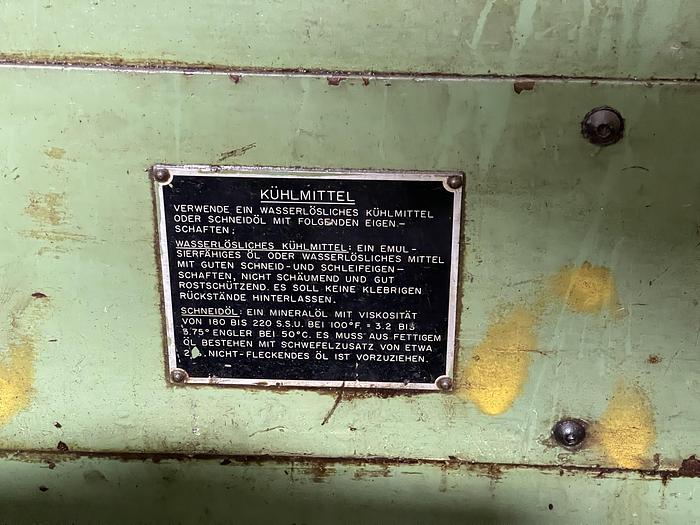 KÜHLMITTEL
VERWENDE EIN WASSERLÖSLICHES KÜHLMITTEL
ODER SCHNEIDÖL MIT FOLGENDEN EIGEN-
SCHAFTEN:
WASSERLÖSLICHES KÜHLMITTEL: EIN EMUL-
SIERFÄHIGES ÖL ODER WASSERLÖSLICHES MITTEL
MIT GUTEN SCHNEID-UND SCHLEIFEIGEN-
SCHAFTEN, NICHT SCHÄUMEND UND GUT
ROSTSCHÜTZEND. ES SOLL KEINE KLEBRIGEN
RÜCKSTÄNDE HINTERLASSEN.
SCHNEIDÖL: EIN MINERALÖL MIT VISKOSITÄT
VON 180 BIS 220 S.S.U. BEI 100°F. = 3.2 BIS
3.75° ENGLER BEI 50°C. ES MUSS AUS FETTIGEM
ÖL BESTEHEN MIT SCHWEFELZUSATZ VON ETWA
NICHT-FLECKENDES ÖL IST VORZUZIEHEN.